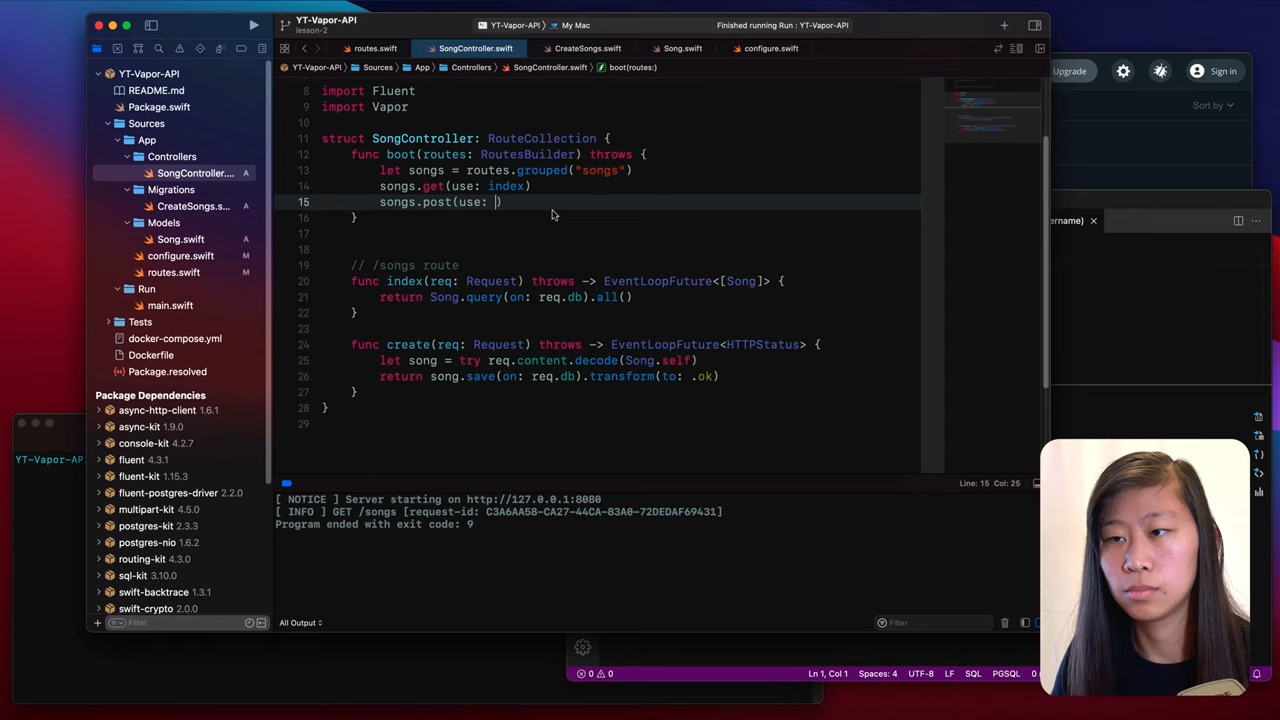 YT-Vapor-API
lesson-2
YT-Vapor-API
My Mac
Finished running Run : YT-Vapor-API
routes.swift
SongController.swift
CreateSongs.swift
Song.swift
configure.swift
YT-Vapor-API
Sources
App
Controllers
SongController.swift
boot(routes:)
YT-Vapor-API
README.md
Package.swift
Sources
App
Controllers
SongController.... A
Migrations
CreateSongs.s... A
Models
Song.swift A
configure.swift M
routes.swift M
Run
main.swift
Tests
docker-compose.yml
Dockerfile
Package.resolved
Package Dependencies
async-http-client 1.6.1
async-kit 1.9.0
console-kit 4.2.7
fluent 4.3.1
fluent-kit 1.15.3
fluent-postgres-driver 2.2.0
multipart-kit 4.5.0
postgres-kit 2.3.3
postgres-nio 1.6.2
routing-kit 4.3.0
sql-kit 3.10.0
swift-backtrace 1.3.1
swift-crypto 2.0.0
Filter
8 import Fluent
9 import Vapor
10
11 struct SongController: RouteCollection {
12 func boot(routes: RoutesBuilder) throws {
13 let songs = routes.grouped("songs")
14 songs.get(use: index)
15 songs.post(use: )
16 }
17
18
19 // /songs route
20 func index(req: Request) throws -> EventLoopFuture<[Song]> {
21 return Song.query(on: req.db).all()
22 }
23
24 func create(req: Request) throws -> EventLoopFuture<HTTPStatus> {
25 let song = try req.content.decode(Song.self)
26 return song.save(on: req.db).transform(to: .ok)
27 }
28 }
29
Line: 15 Col: 25
[ NOTICE ] Server starting on http://127.0.0.1:8080
[ INFO ] GET /songs [request-id: C3A6AA58-CA27-44CA-83A0-72DEDAF69431]
Program ended with exit code: 9
All Output
Filter
Upgrade
Sign in
Sort by
ername)
YT-Vapor-AP
0 0
Ln 1, Col 1
Spaces: 4
UTF-8
LF
SQL
PGSQL